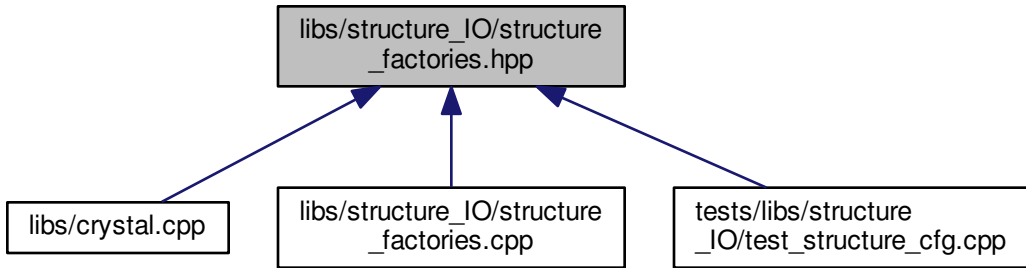 libs/structure_IO/structure
_factories.hpp
libs/crystal.cpp
libs/structure_IO/structure
_factories.cpp
tests/libs/structure
_IO/test_structure_cfg.cpp